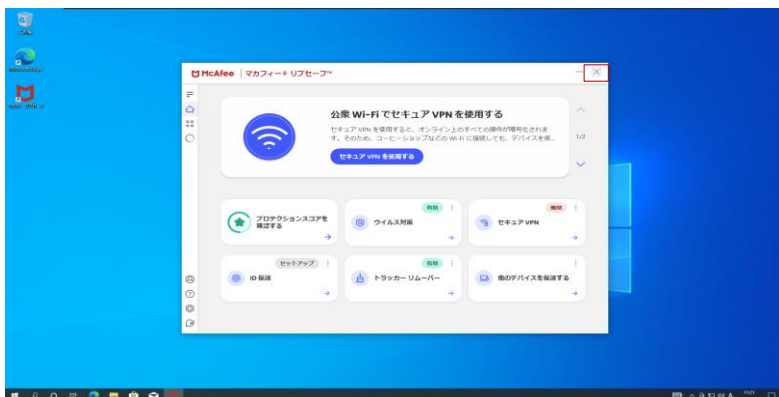 McAfee | マカフィー® リブセーフ™
公衆 Wi-Fi でセキュア VPN を使用する
セキュア VPN を使用すると、オンライン上のすべての操作が暗号化されま
す。そのため、コーヒーショップなどの Wi-Fi に接続しても、デバイスを保...
1/2
セキュア VPN を使用する
プロテクションスコアを
確認する
有効
ウイルス対策
無効
セキュア VPN
セットアップ
ID 保護
有効
トラッカー リムーバー
他のデバイスを保護する